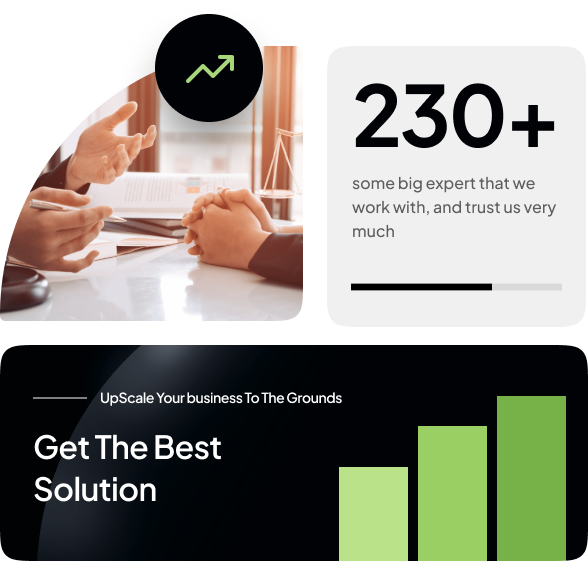 230+
some big expert that we
work with, and trust us very
much
UpScale Your business To The Grounds
Get The Best
Solution